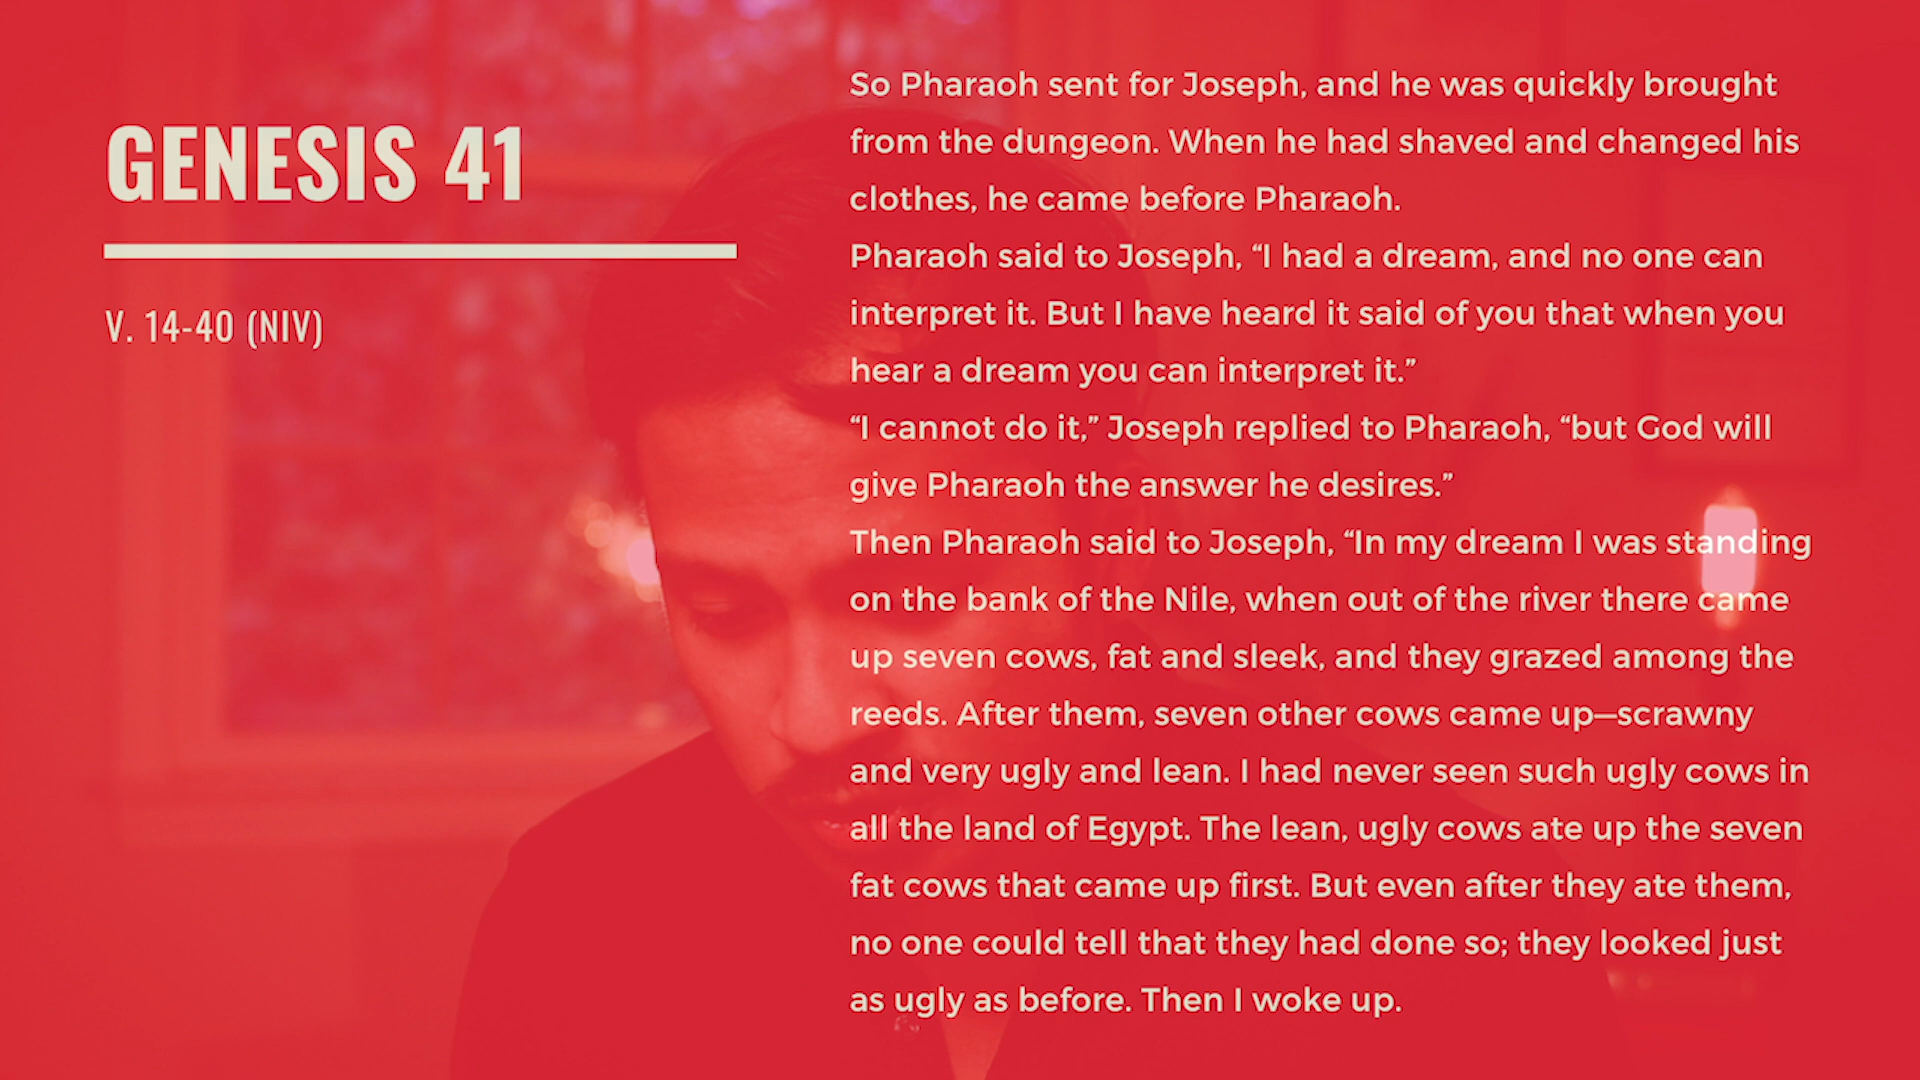 GENESIS 41
V. 14-40 (NIV)
So Pharaoh sent for Joseph, and he was quickly brought
from the dungeon. When he had shaved and changed his
clothes, he came before Pharaoh.
Pharaoh said to Joseph, “I had a dream, and no one can
interpret it. But I have heard it said of you that when you
hear a dream you can interpret it.”
“I cannot do it,” Joseph replied to Pharaoh, “but God will
give Pharaoh the answer he desires.”
Then Pharaoh said to Joseph, “In my dream I was standing
on the bank of the Nile, when out of the river there came
up seven cows, fat and sleek, and they grazed among the
reeds. After them, seven other cows came up—scrawny
and very ugly and lean. I had never seen such ugly cows in
all the land of Egypt. The lean, ugly cows ate up the seven
fat cows that came up first. But even after they ate them,
no one could tell that they had done so; they looked just
as ugly as before. Then I woke up.